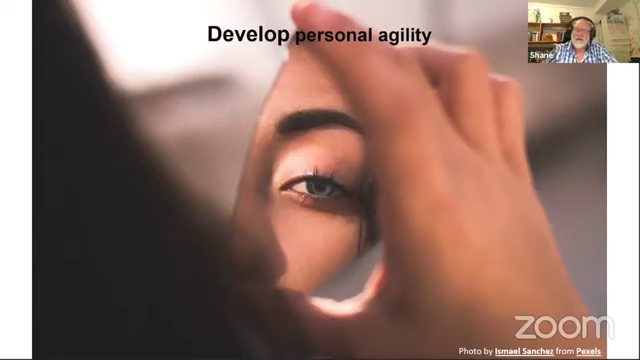 Develop personal agility
Shane
zoom
Photo by Ismael Sanchez from Pexels